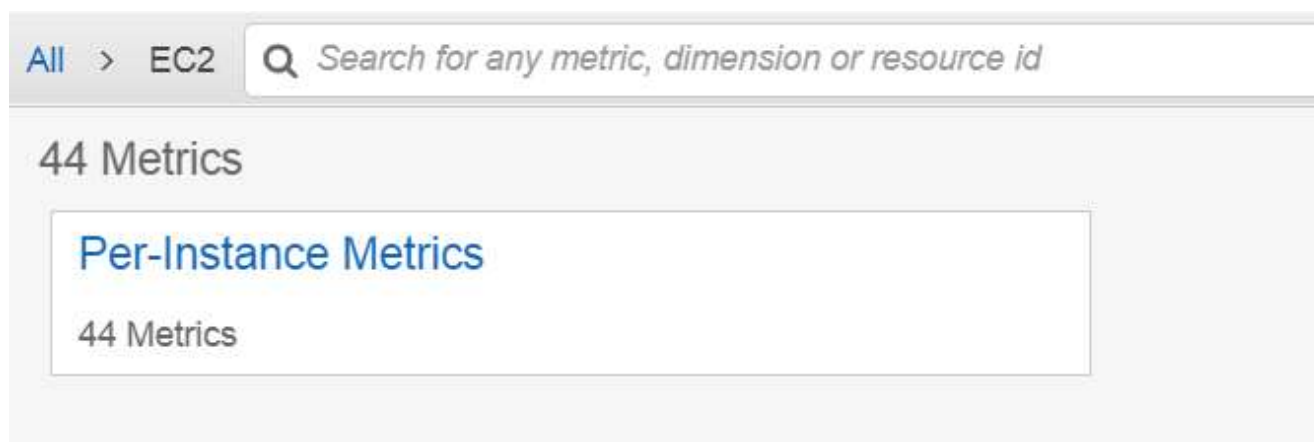 All > EC2 Search for any metric, dimension or resource id
44 Metrics
Per-Instance Metrics
44 Metrics